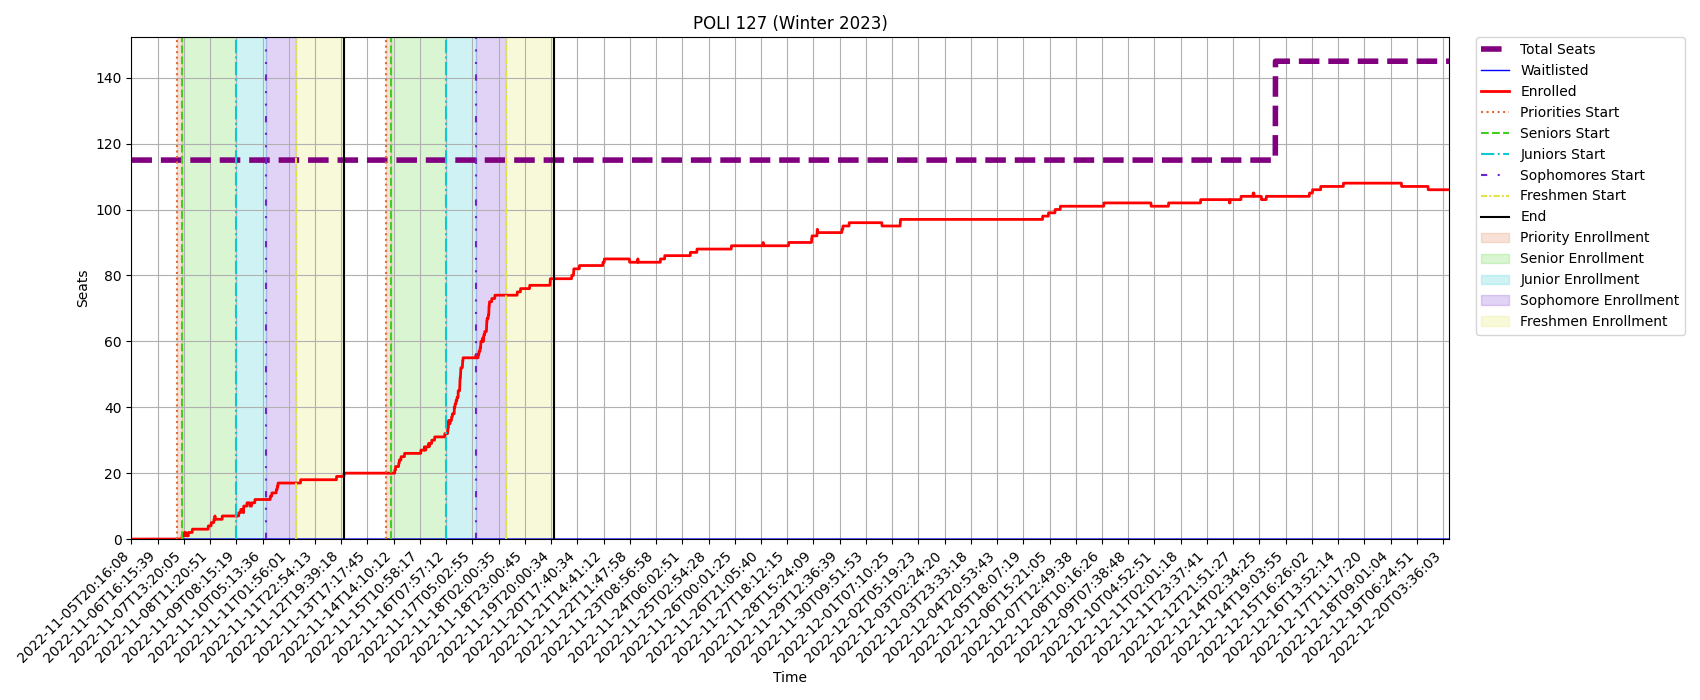 POLI 127 (Winter 2023)
Seats
140
120
100
80
60
40
20
0
2022-11-05T20:16:08
2022-11-06T16:15:39
2022-11-07T13:20:05
2022-11-08T11:20:51
2022-11-09T08:15:19
2022-11-10T05:13:36
2022-11-11T01:56:01
2022-11-11T22:54:13
2022-11-12T19:39:18
2022-11-13T17:17:45
2022-11-14T14:10:12
2022-11-15T10:58:17
2022-11-16T07:57:12
2022-11-17T05:02:55
2022-11-18T02:00:35
2022-11-18T23:00:45
2022-11-19T20:00:34
2022-11-20T17:40:34
2022-11-21T14:41:12
2022-11-22T11:47:58
2022-11-23T08:56:58
2022-11-24T06:02:51
2022-11-25T02:54:28
2022-11-26T00:01:25
2022-11-26T21:05:40
2022-11-27T18:12:15
2022-11-28T15:24:09
2022-11-29T12:36:39
2022-11-30T09:51:53
2022-12-01T07:10:25
2022-12-02T05:19:23
2022-12-03T02:24:20
2022-12-03T23:33:18
2022-12-04T20:53:43
2022-12-05T18:07:19
2022-12-06T15:21:05
2022-12-07T12:49:38
2022-12-08T10:16:26
2022-12-09T07:38:48
2022-12-10T04:52:51
2022-12-11T02:01:18
2022-12-11T23:37:41
2022-12-12T21:51:27
2022-12-14T02:34:25
2022-12-14T19:03:55
2022-12-15T16:26:02
2022-12-16T13:52:14
2022-12-17T11:17:20
2022-12-18T09:01:04
2022-12-19T06:24:51
2022-12-20T03:36:03
Time
Total Seats
Waitlisted
Enrolled
Priorities Start
Seniors Start
Juniors Start
Sophomores Start
Freshmen Start
End
Priority Enrollment
Senior Enrollment
Junior Enrollment
Sophomore Enrollment
Freshmen Enrollment